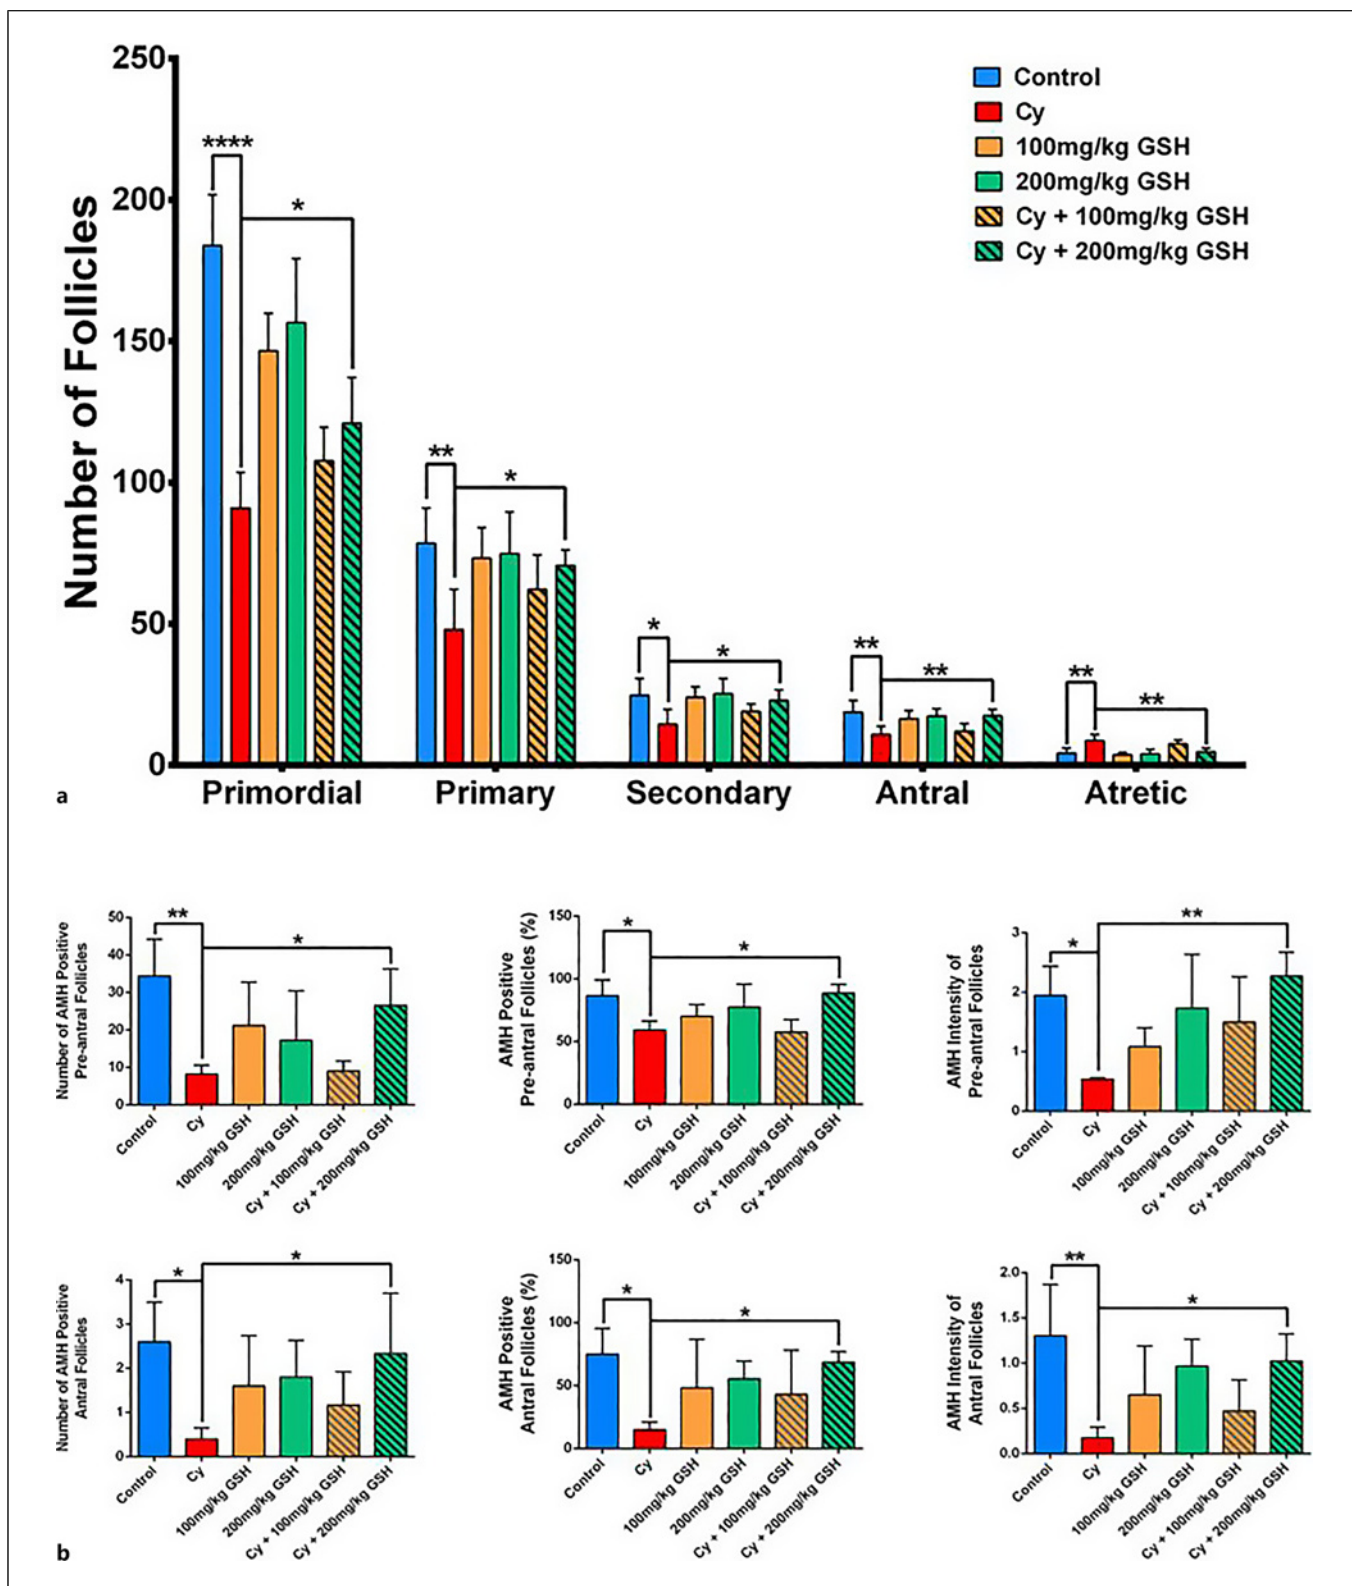 250
200
150
100
50
0
Number of Follicles
Control
Cy
100mg/kg GSH
200mg/kg GSH
Cy + 100mg/kg GSH
Cy + 200mg/kg GSH
****
*
**
*
*
*
**
**
**
**
Primordial
Primary
Secondary
Antral
Atretic
a
Number of AMH Positive
Pre-antral Follicles
50
40
30
20
10
0
**
*
Control
Cy
100mg/kg GSH
200mg/kg GSH
Cy + 100mg/kg GSH
Cy + 200mg/kg GSH
AMH Positive
Pre-antral Follicles (%)
150
100
50
0
*
*
Control
Cy
100mg/kg GSH
200mg/kg GSH
Cy + 100mg/kg GSH
Cy + 200mg/kg GSH
AMH Intensity of
Pre-antral Follicles
3
2
1
0
*
**
Control
Cy
100mg/kg GSH
200mg/kg GSH
Cy + 100mg/kg GSH
Cy + 200mg/kg GSH
Number of AMH Positive
Antral Follicles
4
3
2
1
0
*
*
Control
Cy
100mg/kg GSH
200mg/kg GSH
Cy + 100mg/kg GSH
Cy + 200mg/kg GSH
AMH Positive
Antral Follicles (%)
150
100
50
0
*
*
Control
Cy
100mg/kg GSH
200mg/kg GSH
Cy + 100mg/kg GSH
Cy + 200mg/kg GSH
AMH Intensity of
Antral Follicles
2.0
1.5
1.0
0.5
0.0
**
*
Control
Cy
100mg/kg GSH
200mg/kg GSH
Cy + 100mg/kg GSH
Cy + 200mg/kg GSH
b